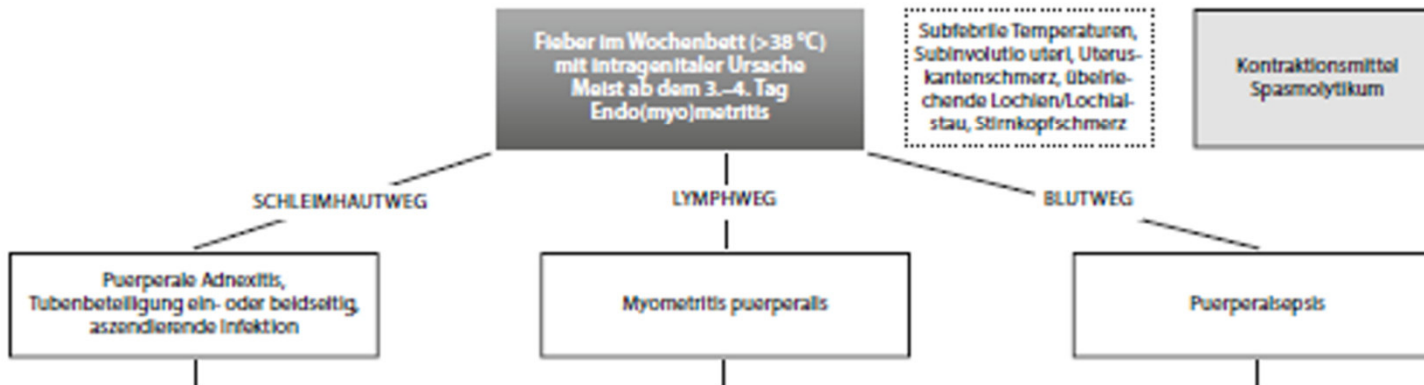 Fieber im Wochenbett (>38 °C)
mit intragenitaler Ursache
Meist ab dem 3.–4. Tag
Endo(myo)metritis
Subfebrile Temperaturen,
Subinvolutio uteri, Uterus-
kantenschmerz, übelrie-
chende Lochien/Lochial-
stau, Stirnkopfschmerz
Kontraktionsmittel
Spasmolytikum
SCHLEIMHAUTWEG
LYMPHWEG
BLUTWEG
Puerperale Adnexitis,
Tubenbeteiligung ein- oder beidseitig,
aszendierende Infektion
Myometritis puerperalis
Puerperalsepsis